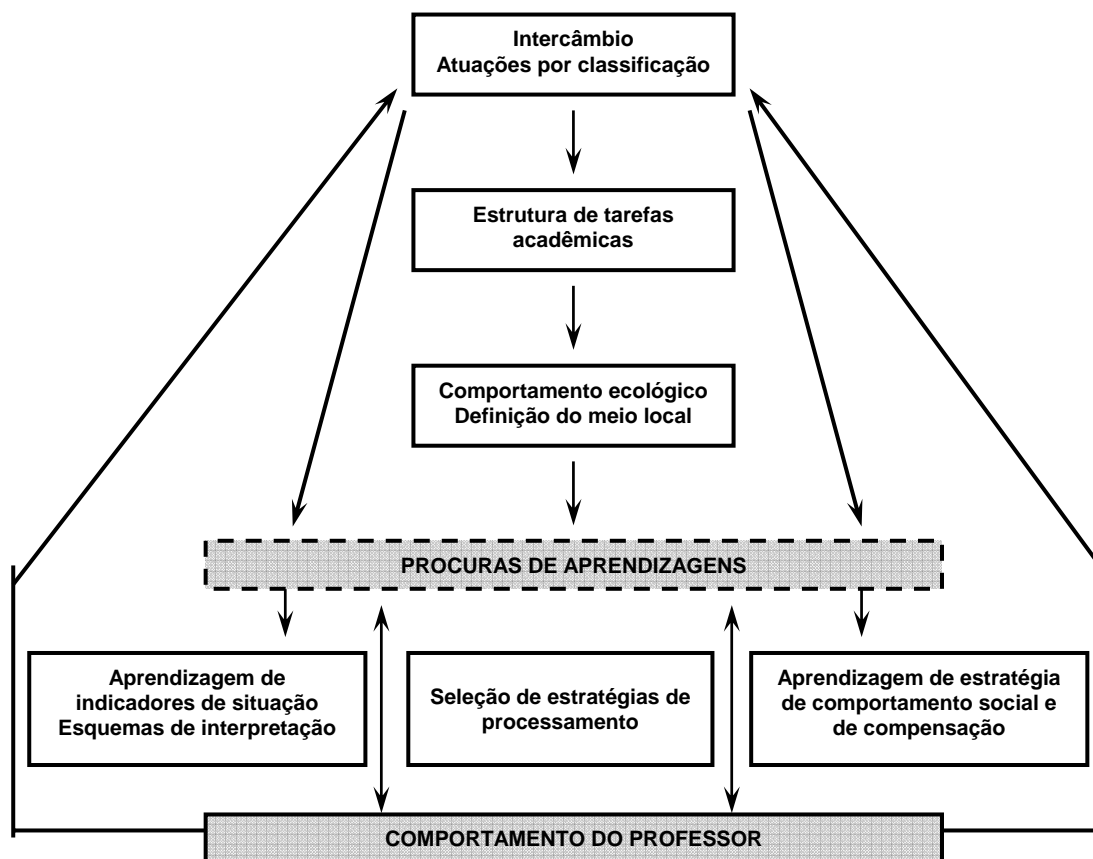 Intercâmbio
Atuações por classificação
Estrutura de tarefas
acadêmicas
Comportamento ecológico
Definição do meio local
PROCURAS DE APRENDIZAGENS
Aprendizagem de
indicadores de situação
Esquemas de interpretação
Seleção de estratégias de
processamento
Aprendizagem de estratégia
de comportamento social e
de compensação
COMPORTAMENTO DO PROFESSOR